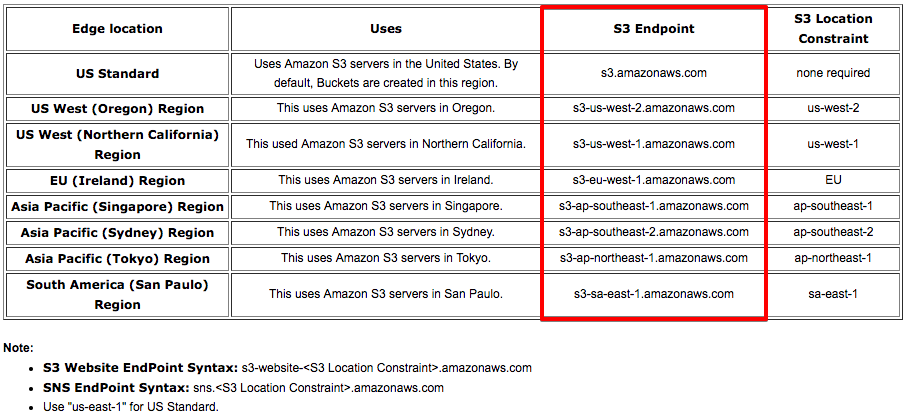 Edge location Uses S3 Endpoint S3 Location
Constraint
US Standard Uses Amazon S3 servers in the United States. By
default, Buckets are created in this region. s3.amazonaws.com none required
US West (Oregon) Region This uses Amazon S3 servers in Oregon. s3-us-west-2.amazonaws.com us-west-2
US West (Northern California)
Region This used Amazon S3 servers in Northern California. s3-us-west-1.amazonaws.com us-west-1
EU (Ireland) Region This uses Amazon S3 servers in Ireland. s3-eu-west-1.amazonaws.com EU
Asia Pacific (Singapore) Region This uses Amazon S3 servers in Singapore. s3-ap-southeast-1.amazonaws.com ap-southeast-1
Asia Pacific (Sydney) Region This uses Amazon S3 servers in Sydney. s3-ap-southeast-2.amazonaws.com ap-southeast-2
Asia Pacific (Tokyo) Region This uses Amazon S3 servers in Tokyo. s3-ap-northeast-1.amazonaws.com ap-northeast-1
South America (San Paulo)
Region This uses Amazon S3 servers in San Paulo. s3-sa-east-1.amazonaws.com sa-east-1
Note:
• S3 Website EndPoint Syntax: s3-website-<S3 Location Constraint>.amazonaws.com
• SNS EndPoint Syntax: sns.<S3 Location Constraint>.amazonaws.com
• Use "us-east-1" for US Standard.